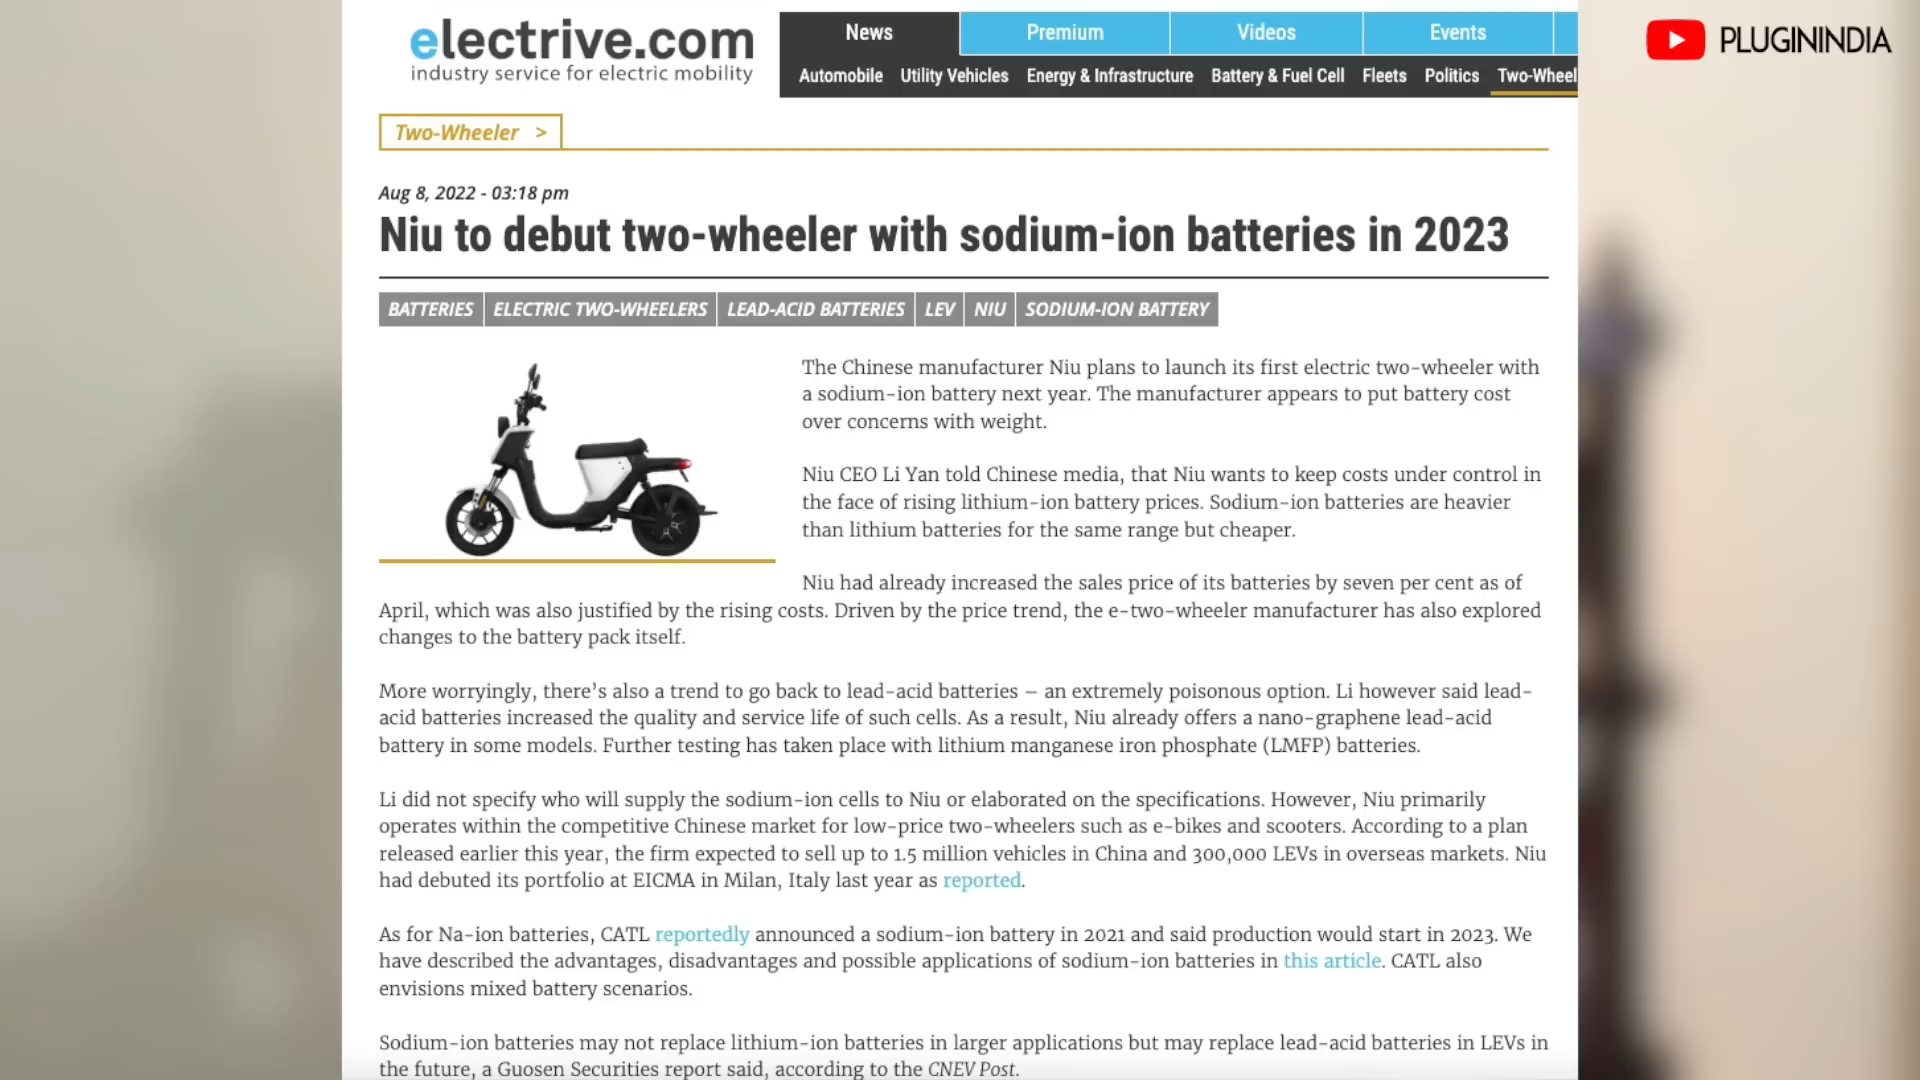 electrive.com
industry service for electric mobility
News Premium Videos Events
Automobile Utility Vehicles Energy & Infrastructure Battery & Fuel Cell Fleets Politics Two-Wheel
PLUGININDIA
Two-Wheeler >
Aug 8, 2022 - 03:18 pm
Niu to debut two-wheeler with sodium-ion batteries in 2023
BATTERIES ELECTRIC TWO-WHEELERS LEAD-ACID BATTERIES LEV NIU SODIUM-ION BATTERY
The Chinese manufacturer Niu plans to launch its first electric two-wheeler with
a sodium-ion battery next year. The manufacturer appears to put battery cost
over concerns with weight.
Niu CEO Li Yan told Chinese media, that Niu wants to keep costs under control in
the face of rising lithium-ion battery prices. Sodium-ion batteries are heavier
than lithium batteries for the same range but cheaper.
Niu had already increased the sales price of its batteries by seven per cent as of
April, which was also justified by the rising costs. Driven by the price trend, the e-two-wheeler manufacturer has also explored
changes to the battery pack itself.
More worryingly, there's also a trend to go back to lead-acid batteries – an extremely poisonous option. Li however said lead-
acid batteries increased the quality and service life of such cells. As a result, Niu already offers a nano-graphene lead-acid
battery in some models. Further testing has taken place with lithium manganese iron phosphate (LMFP) batteries.
Li did not specify who will supply the sodium-ion cells to Niu or elaborated on the specifications. However, Niu primarily
operates within the competitive Chinese market for low-price two-wheelers such as e-bikes and scooters. According to a plan
released earlier this year, the firm expected to sell up to 1.5 million vehicles in China and 300,000 LEVs in overseas markets. Niu
had debuted its portfolio at EICMA in Milan, Italy last year as reported.
As for Na-ion batteries, CATL reportedly announced a sodium-ion battery in 2021 and said production would start in 2023. We
have described the advantages, disadvantages and possible applications of sodium-ion batteries in this article. CATL also
envisions mixed battery scenarios.
Sodium-ion batteries may not replace lithium-ion batteries in larger applications but may replace lead-acid batteries in LEVs in
the future, a Guosen Securities report said, according to the CNEV Post.